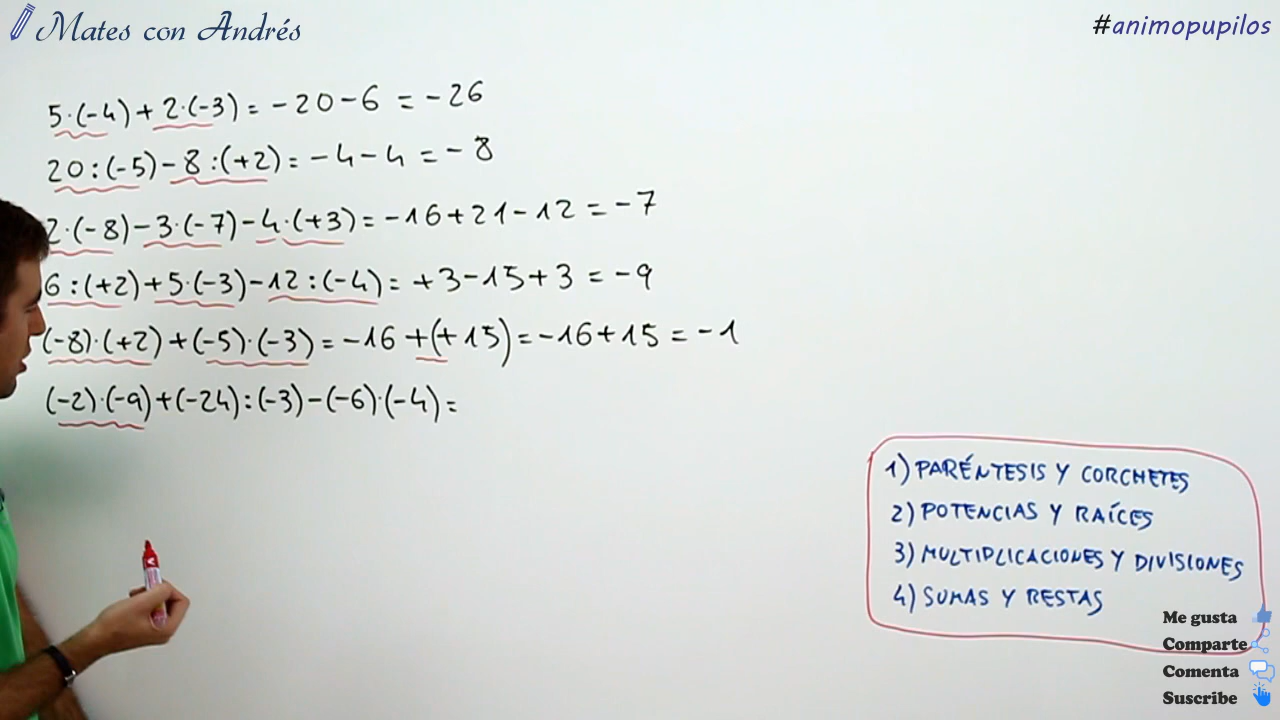 Mates con Andrés
#animopupilos
5·(-4)+2·(-3)=-20-6=-26
20:(-5)-8:(+2)=-4-4=-8
2·(-8)-3·(-7)-4·(+3)=-16+21-12=-7
6:(+2)+5·(-3)-12:(-4)=+3-15+3=-9
(-8)·(+2)+(-5)·(-3)=-16+(+15)=-16+15=-1
(-2)·(-9)+(-24):(-3)-(-6)·(-4)=
1) PARÉNTESIS Y CORCHETES
2) POTENCIAS Y RAÍCES
3) MULTIPLICACIONES Y DIVISIONES
4) SUMAS Y RESTAS
Me gusta
Comparte
Comenta
Suscribe